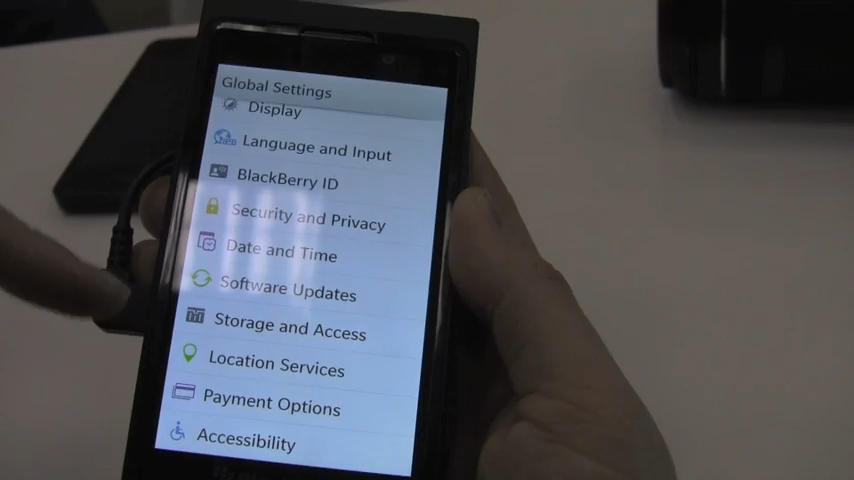 Global Settings
Display
Language and Input
BlackBerry ID
Security and Privacy
Date and Time
Software Updates
Storage and Access
Location Services
Payment Options
Accessibility